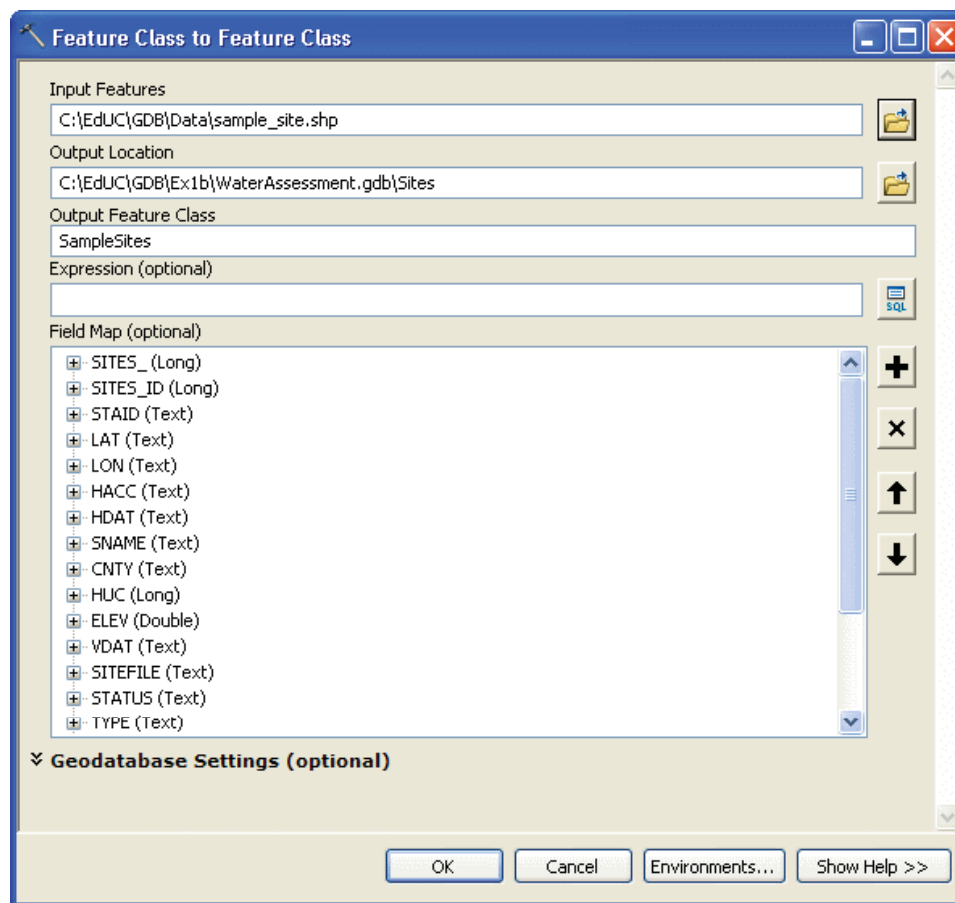 Feature Class to Feature Class
Input Features
C:\EdUC\GDB\Data\sample_site.shp
Output Location
C:\EdUC\GDB\Ex1b\WaterAssessment.gdb\Sites
Output Feature Class
SampleSites
Expression (optional)
SQL
Field Map (optional)
SITES_ (Long)
SITES_ID (Long)
STAID (Text)
LAT (Text)
LON (Text)
HACC (Text)
HDAT (Text)
SNAME (Text)
CNTY (Text)
HUC (Long)
ELEV (Double)
VDAT (Text)
SITEFILE (Text)
STATUS (Text)
TYPE (Text)
Geodatabase Settings (optional)
OK Cancel Environments... Show Help >>